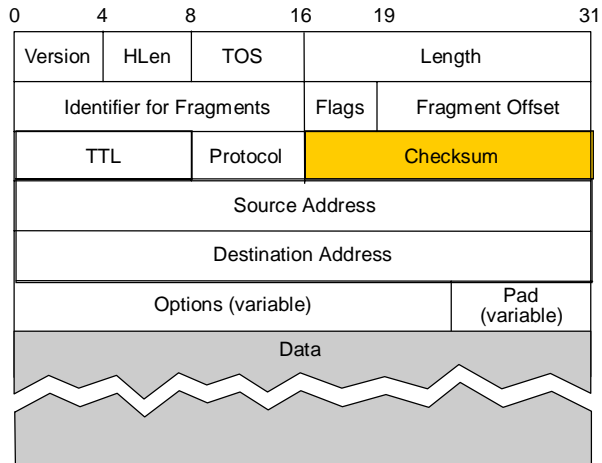 0 4 8 16 19 31
Version HLen TOS Length
Identifier for Fragments Flags Fragment Offset
TTL Protocol Checksum
Source Address
Destination Address
Options (variable) Pad
(variable)
Data